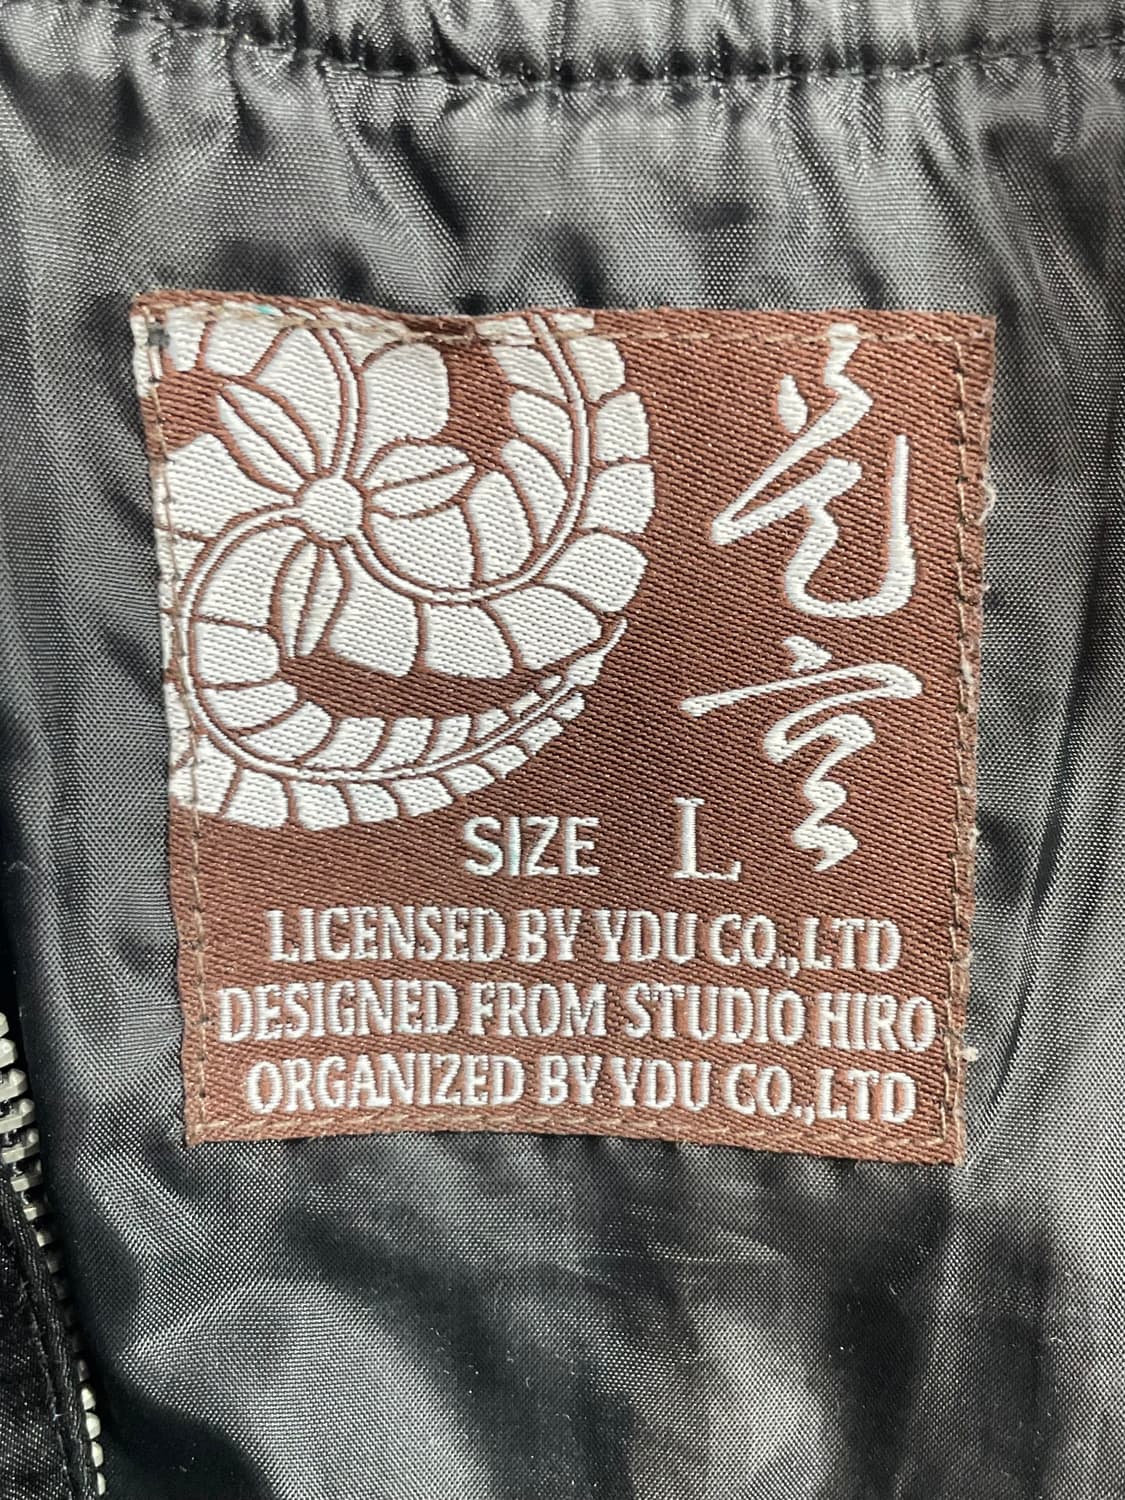 SIZE L
LICENSED BY YDU CO.,LTD
DESIGNED FROM STUDIO HIRO
ORGANIZED BY YDU CO.,LTD